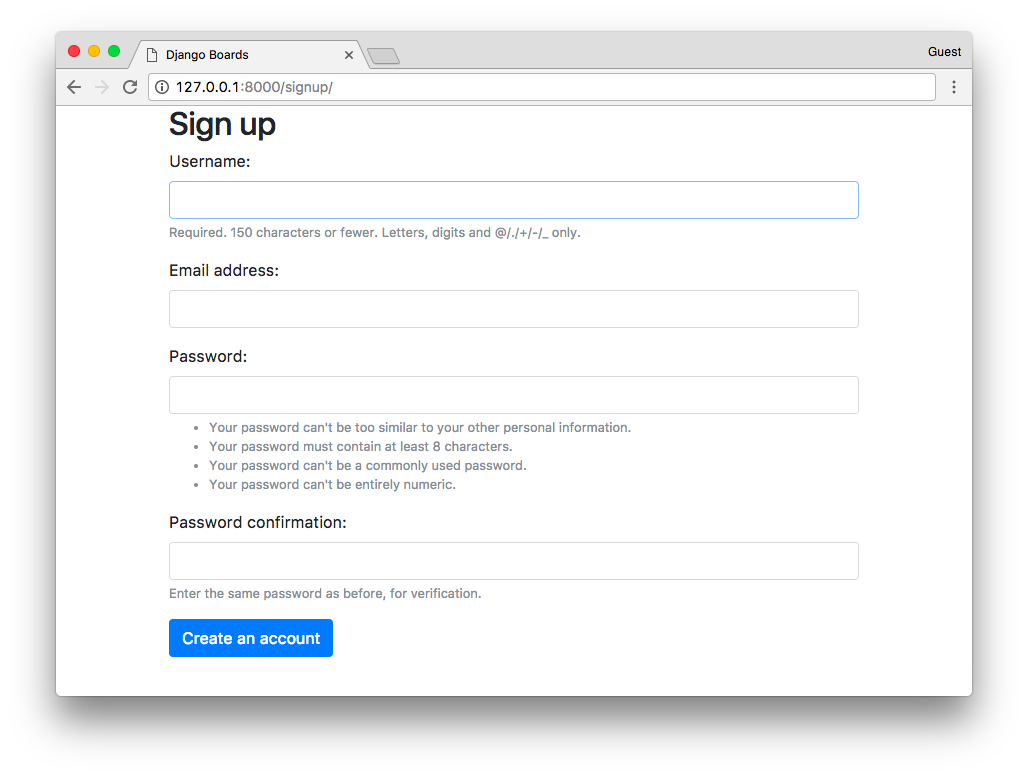 Django Boards
Guest
127.0.0.1:8000/signup/
Sign up
Username:
Required. 150 characters or fewer. Letters, digits and @/./+/-/_ only.
Email address:
Password:
Your password can't be too similar to your other personal information.
Your password must contain at least 8 characters.
Your password can't be a commonly used password.
Your password can't be entirely numeric.
Password confirmation:
Enter the same password as before, for verification.
Create an account